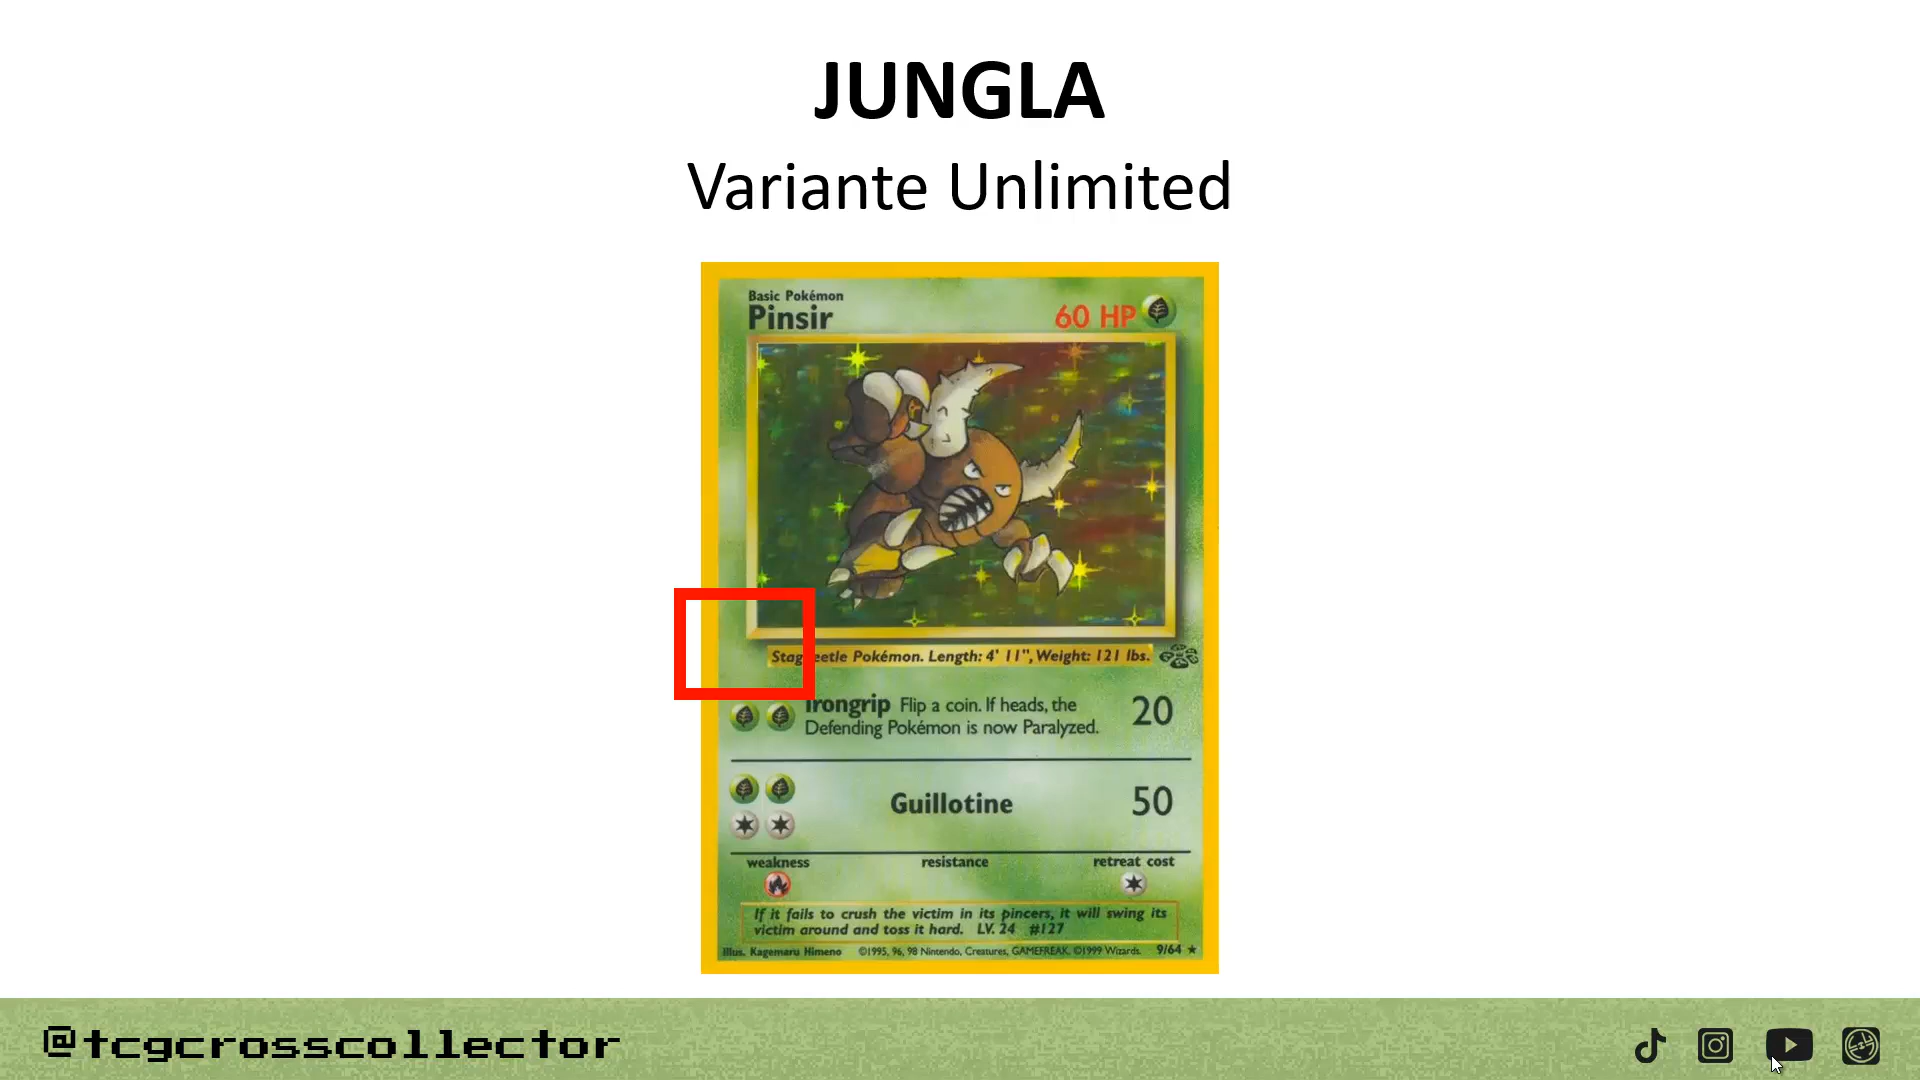 JUNGLA
Variante Unlimited
Basic Pokémon
Pinsir
60 HP
Stag eetle Pokémon. Length: 4' 11", Weight: 121 lbs.
Irongrip Flip a coin. If heads, the 20
Defending Pokémon is now Paralyzed.
Guillotine 50
weakness resistance retreat cost
If it fails to crush the victim in its pincers, it will swing its
victim around and toss it hard. LV. 24 #127
Illus. Kagemaru Himeno ©1995, 96, 98 Nintendo, Creatures, GAMEFREAK. ©1999 Wizards. 9/64 ★
@tcgcrosscollector